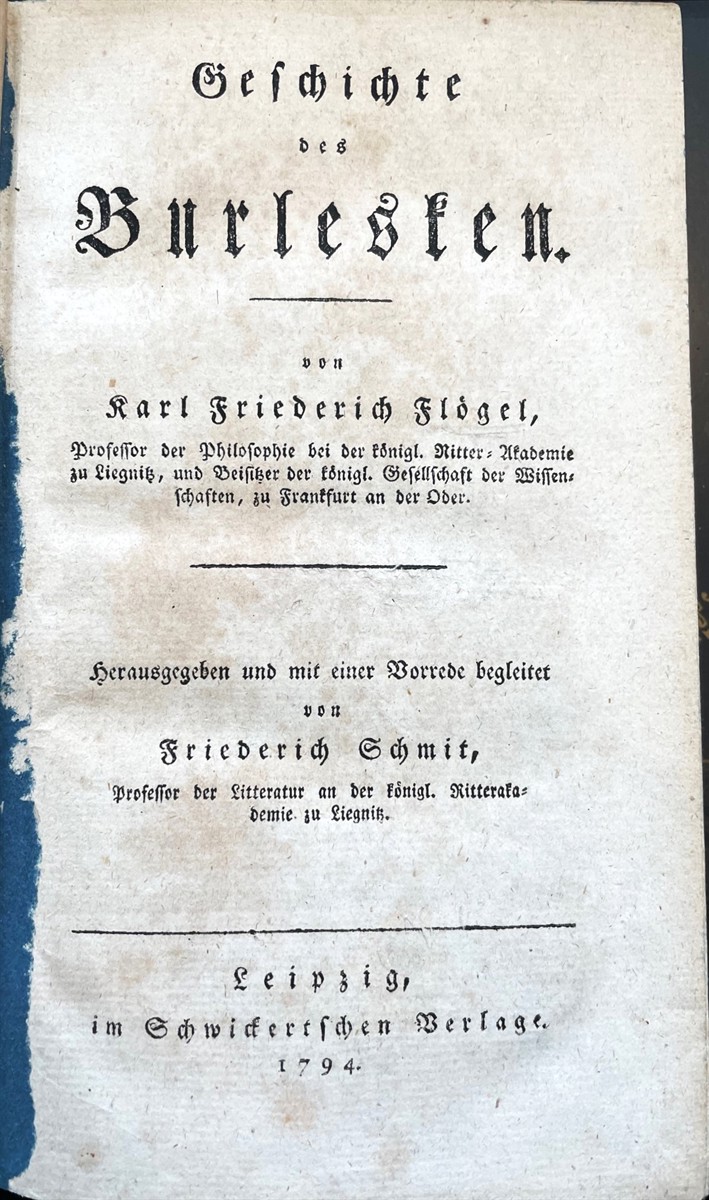 Geſchichte
des
Burlesken.
von
Karl Friederich Flögel,
Profeſſor der Philoſophie bei der königl. Ritter-Akademie
zu Liegnitz, und Beiſitzer der königl. Geſellſchaft der Wiſſen-
ſchaften, zu Frankfurt an der Oder.
Herausgegeben und mit einer Vorrede begleitet
von
Friederich Schmit,
Profeſſor der Litteratur an der königl. Ritteraka-
demie zu Liegnitz.
Leipzig,
im Schwickertſchen Verlage.
1794.